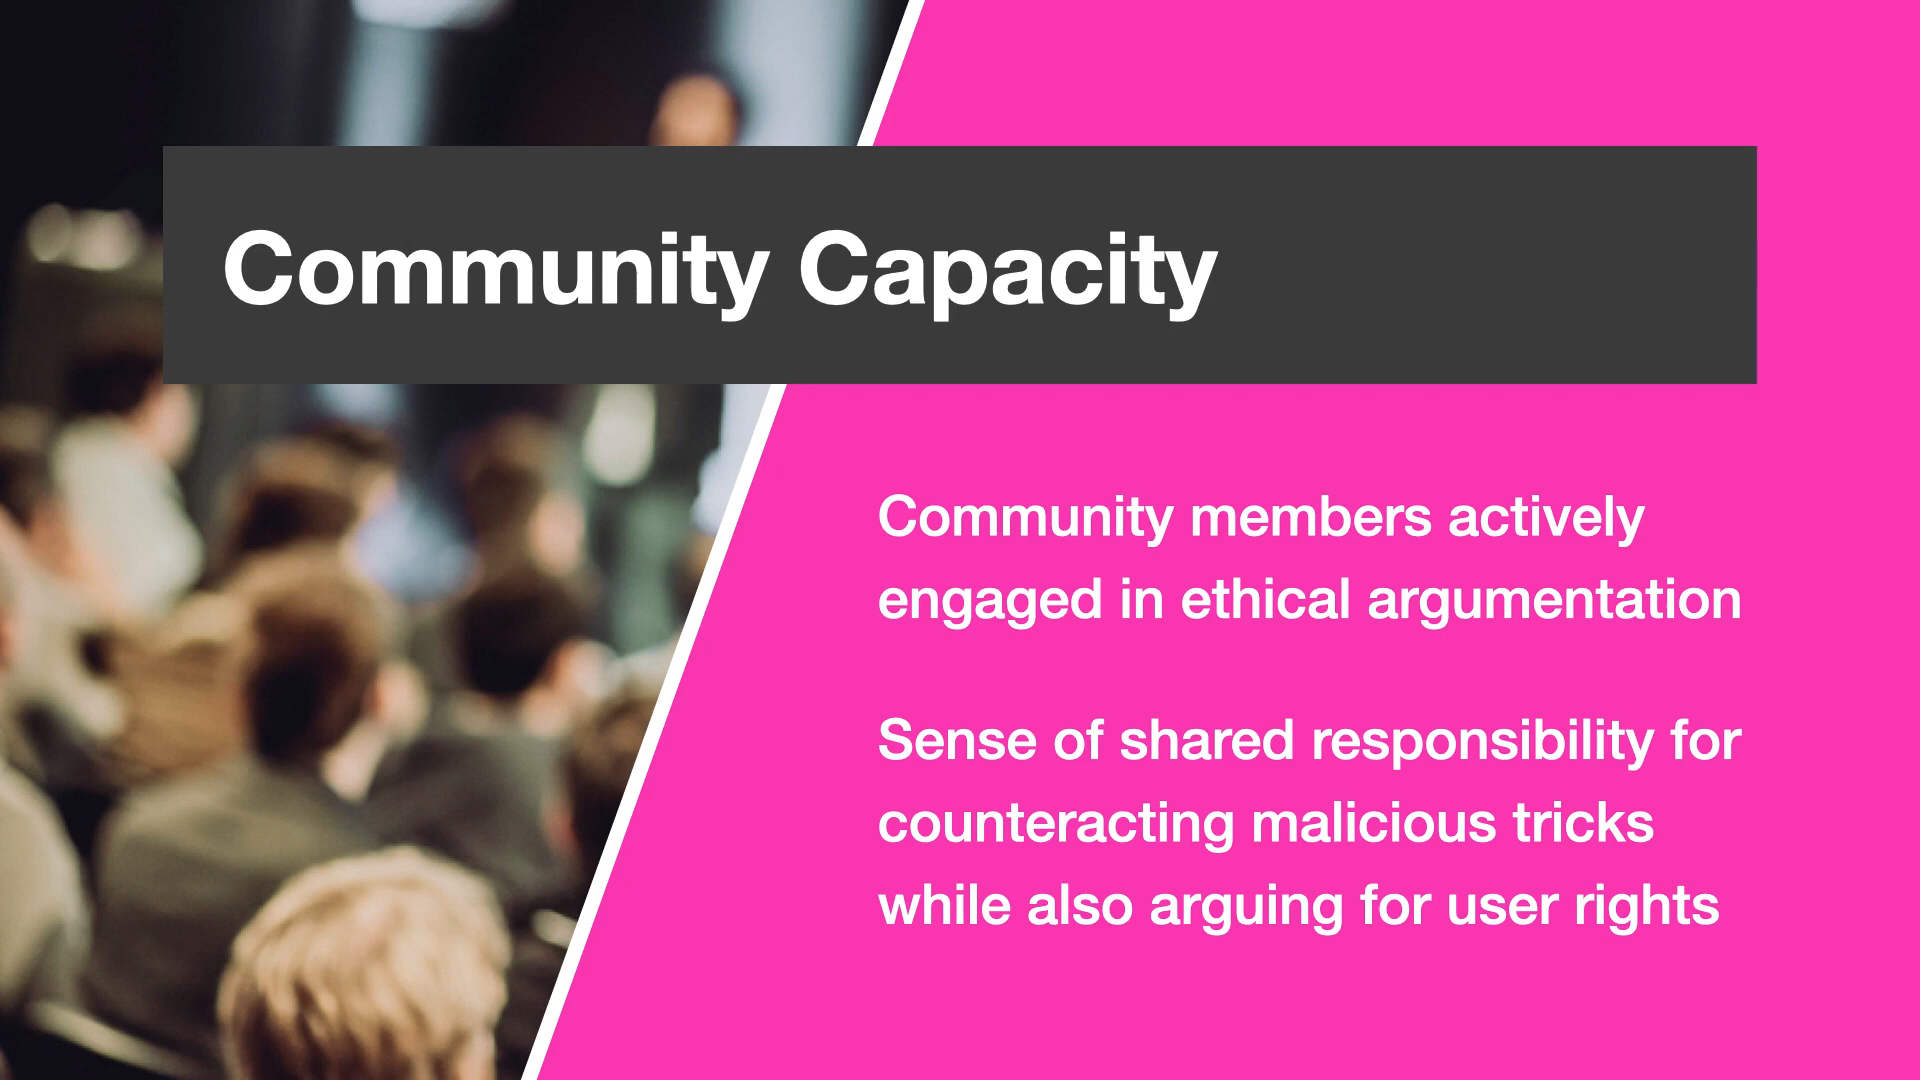 Community Capacity
Community members actively
engaged in ethical argumentation
Sense of shared responsibility for
counteracting malicious tricks
while also arguing for user rights